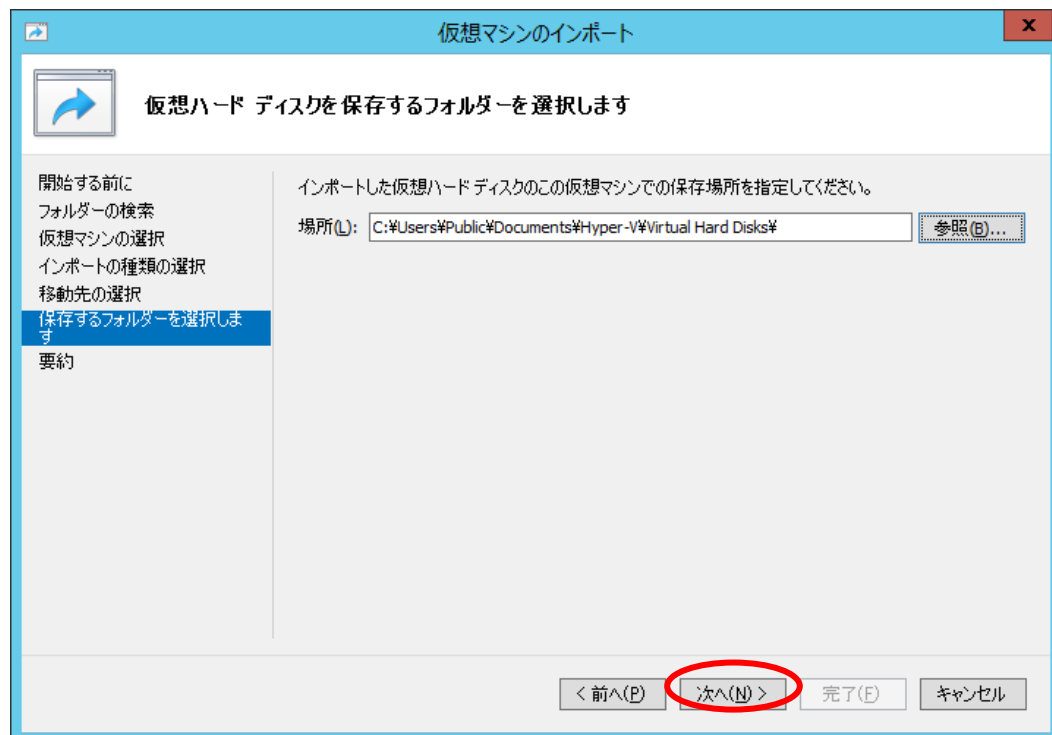 仮想マシンのインポート
x
仮想ハード ディスクを保存するフォルダーを選択します
開始する前に
フォルダーの検索
仮想マシンの選択
インポートの種類の選択
移動先の選択
保存するフォルダーを選択しま
す
要約
インポートした仮想ハード ディスクのこの仮想マシンでの保存場所を指定してください。
場所(L): C:¥Users¥Public¥Documents¥Hyper-V¥Virtual Hard Disks¥ 参照(B)...
< 前へ(P) 次へ(N) > 完了(F) キャンセル